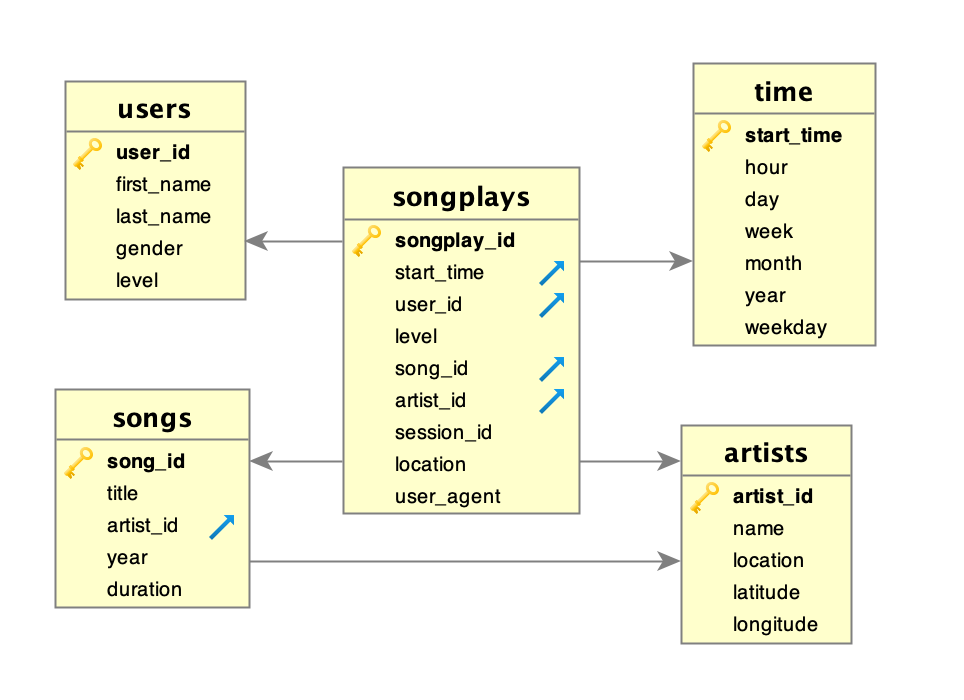 users
user_id
first_name
last_name
gender
level
songplays
songplay_id
start_time
user_id
level
song_id
artist_id
session_id
location
user_agent
time
start_time
hour
day
week
month
year
weekday
songs
song_id
title
artist_id
year
duration
artists
artist_id
name
location
latitude
longitude